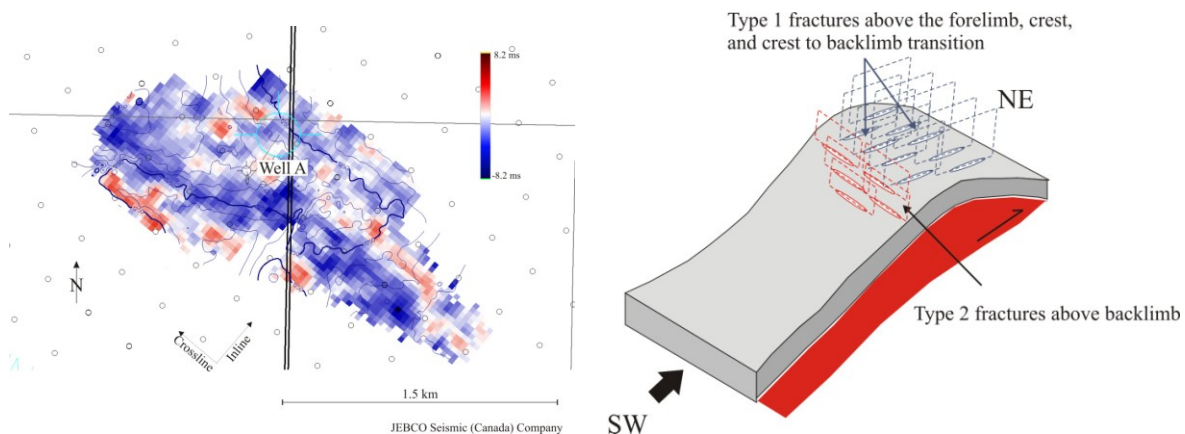 8.2 ms
-8.2 ms
Well A
N
Crossline
Inline
1.5 km
JEBCO Seismic (Canada) Company
Type 1 fractures above the forelimb, crest,
and crest to backlimb transition
NE
Type 2 fractures above backlimb
SW